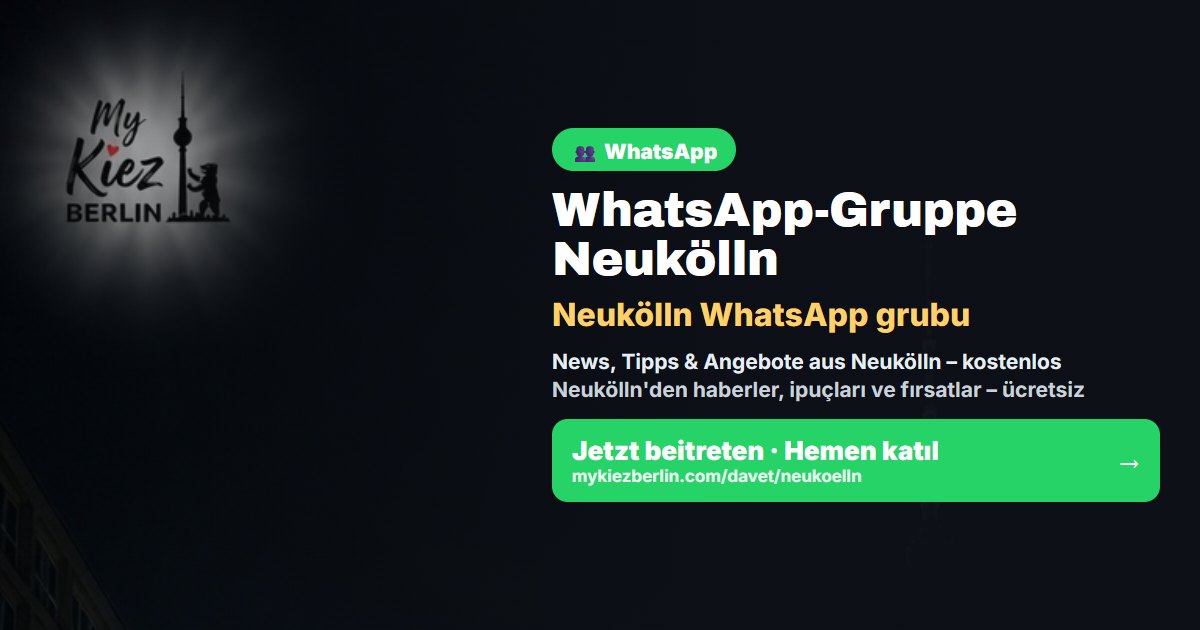 My
Kiez
BERLIN
WhatsApp
WhatsApp-Gruppe
Neukölln
Neukölln WhatsApp grubu
News, Tipps & Angebote aus Neukölln – kostenlos
Neukölln'den haberler, ipuçları ve fırsatlar – ücretsiz
Jetzt beitreten · Hemen katıl
mykiezberlin.com/davet/neukoelln
→